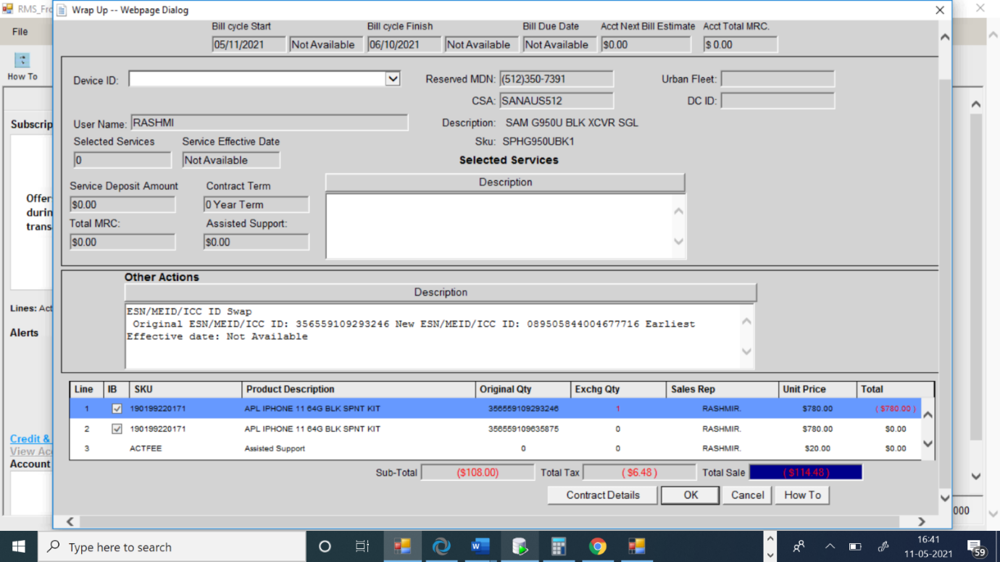 RMS_Fro
Wrap Up -- Webpage Dialog
File
How To
Bill cycle Start
Bill cycle Finish
Bill Due Date
Acct Next Bill Estimate
Acct Total MRC.
05/11/2021
Not Available
06/10/2021
Not Available
Not Available
$0.00
$ 0.00
Device ID:
Reserved MDN:
(512)350-7391
Urban Fleet:
CSA:
SANAUS512
DC ID:
User Name:
RASHMI
Description:
SAM G950U BLK XCVR SGL
Selected Services
Service Effective Date
Sku:
SPHG950UBK1
0
Not Available
Selected Services
Service Deposit Amount
Contract Term
Description
$0.00
0 Year Term
Total MRC:
Assisted Support:
$0.00
$0.00
Subscrip
Offer
durin
trans
Lines: Act
Alerts
Credit &
View Acc
Account
Other Actions
Description
ESN/MEID/ICC ID Swap
Original ESN/MEID/ICC ID: 356559109293246 New ESN/MEID/ICC ID: 089505844004677716 Earliest
Effective date: Not Available
Line IB SKU Product Description Original Qty Exchg Qty Sales Rep Unit Price Total
1 190199220171 APL IPHONE 11 64G BLK SPNT KIT 356559109293246 1 RASHMIR. $780.00 ( $780.00 )
2 190199220171 APL IPHONE 11 64G BLK SPNT KIT 356559109635875 0 RASHMIR. $780.00 $0.00
3 ACTFEE Assisted Support 0 0 RASHMIR. $20.00 $0.00
Sub-Total ($108.00) Total Tax ( $6.48 ) Total Sale ( $114.48 )
Contract Details OK Cancel How To
000
Type here to search
16:41
11-05-2021
59